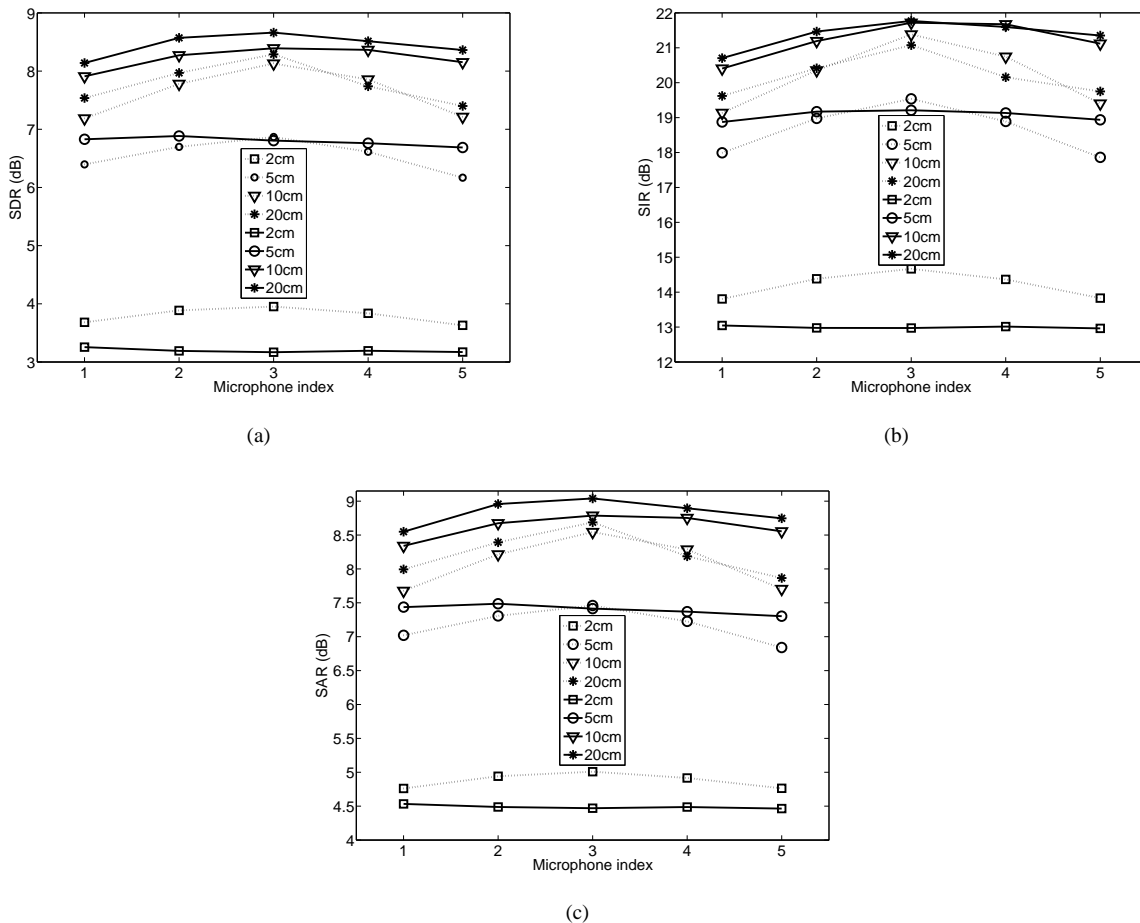 9
8
7
6
5
4
3
SDR (dB)
2cm
5cm
10cm
20cm
2cm
5cm
10cm
20cm
1 2 3 4 5
Microphone index
(a)
22
21
20
19
18
17
16
15
14
13
12
SIR (dB)
2cm
5cm
10cm
20cm
2cm
5cm
10cm
20cm
1 2 3 4 5
Microphone index
(b)
9
8.5
8
7.5
7
6.5
6
5.5
5
4.5
4
SAR (dB)
2cm
5cm
10cm
20cm
2cm
5cm
10cm
20cm
1 2 3 4 5
Microphone index
(c)